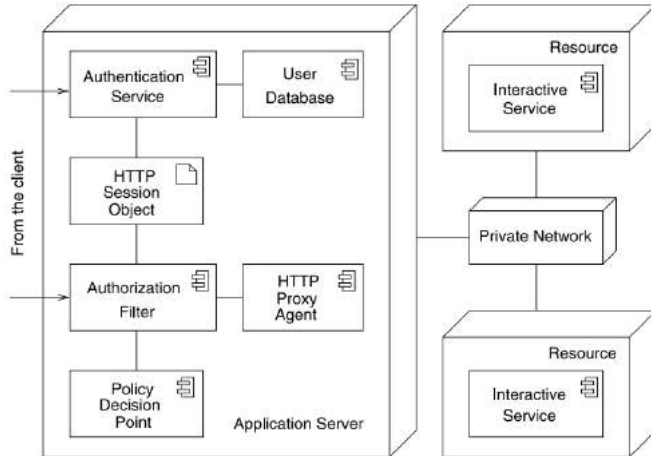 From the client
Authentication
Service
User
Database
HTTP
Session
Object
Authorization
Filter
HTTP
Proxy
Agent
Policy
Decision
Point
Application Server
Resource
Interactive
Service
Private Network
Resource
Interactive
Service